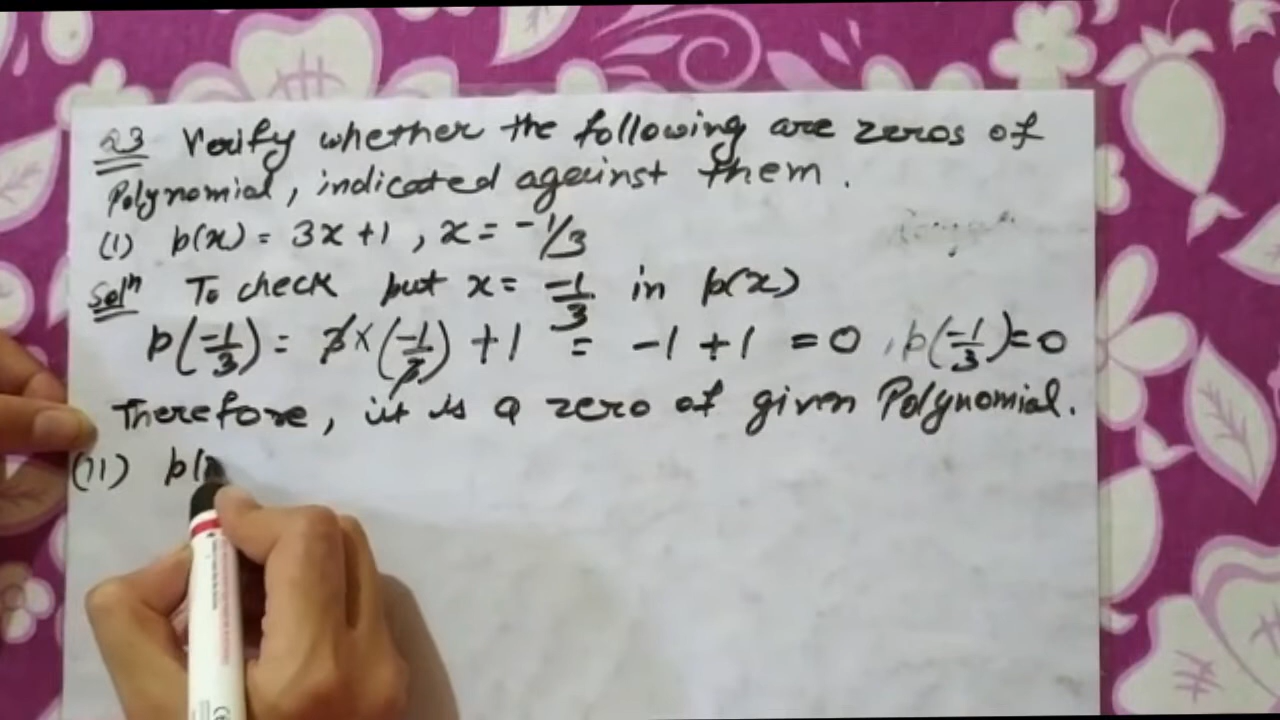 Q3 Verify whether the following are zeros of
Polynomial, indicated against them.
(1) p(x) = 3x+1, x = -1/3
Solⁿ To check put x = -1/3 in p(x)
p(-1/3) = 3×(-1/3) + 1 = -1 + 1 = 0, p(-1/3) = 0
Therefore, it is a zero of given Polynomial.
(11) p(